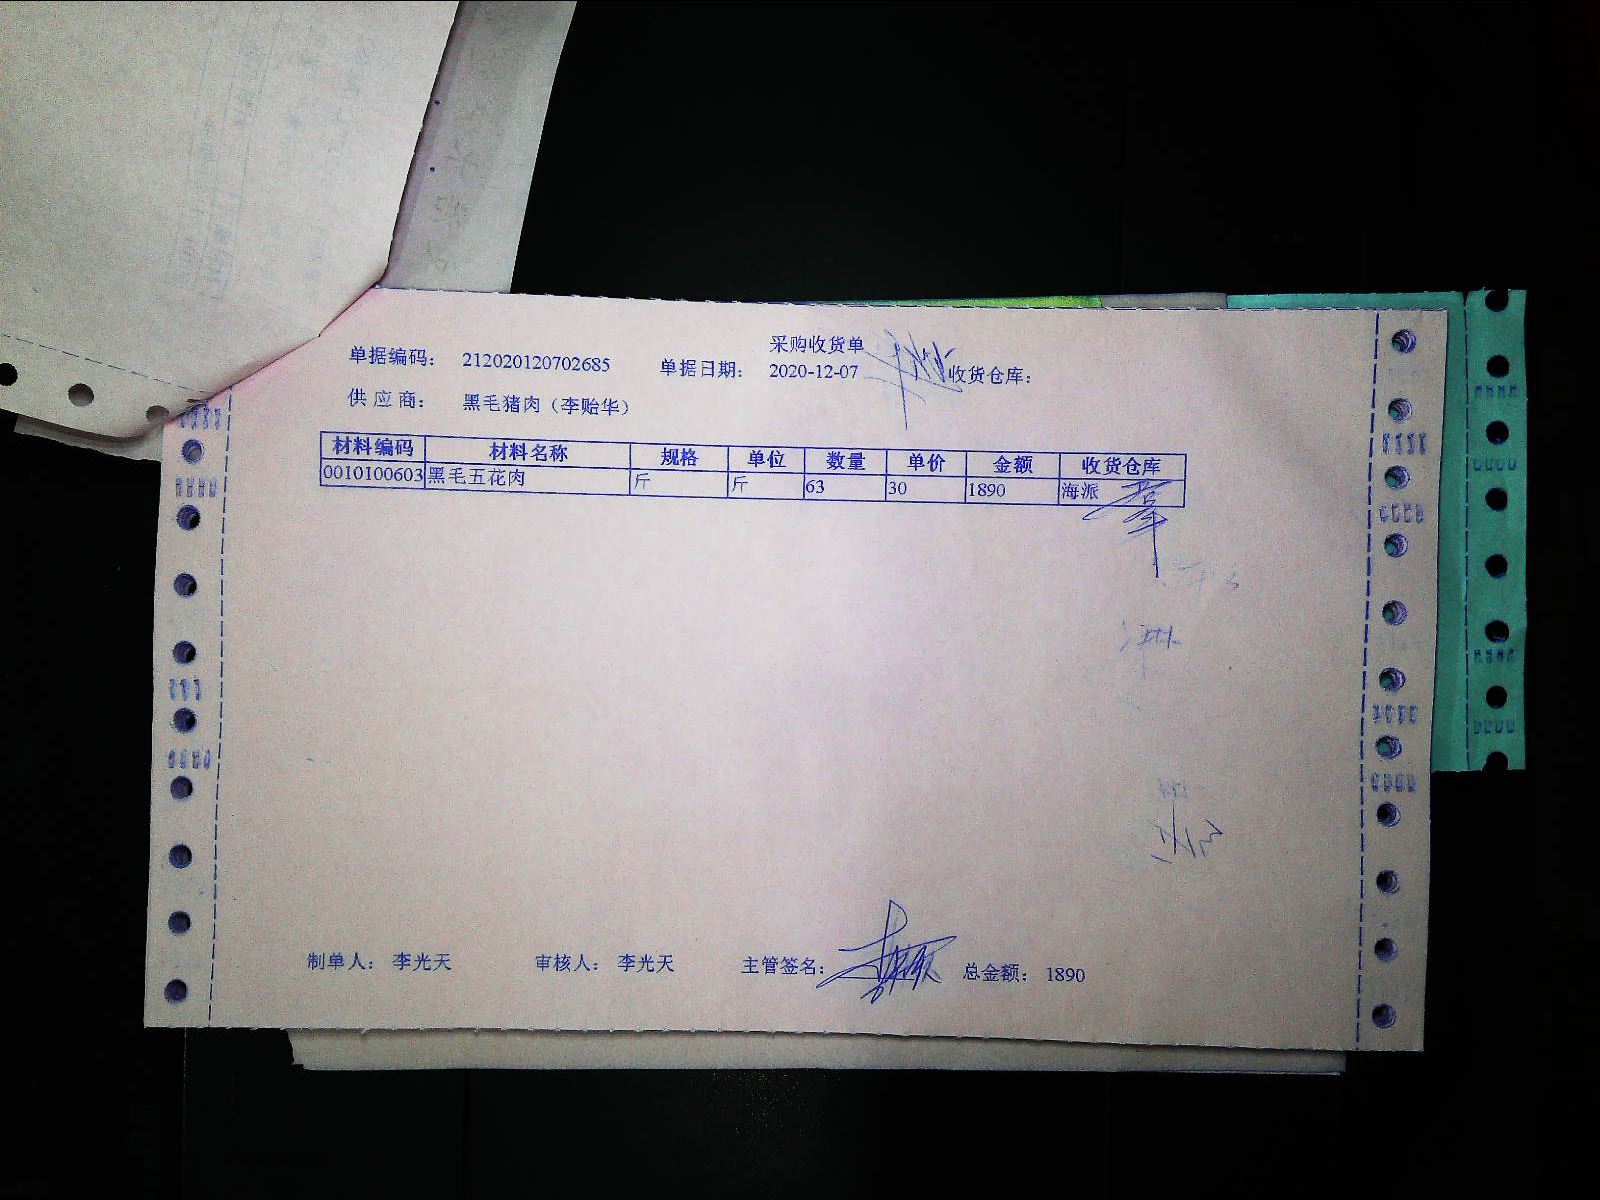 采购收货单
单据编码： 212020120702685 单据日期： 2020-12-07 收货仓库：
供应商： 黑毛猪肉（李贻华）
材料编码 材料名称 规格 单位 数量 单价 金额 收货仓库
0010100603 黑毛五花肉 斤 斤 63 30 1890 海派
制单人： 李光天 审核人： 李光天 主管签名： 总金额： 1890